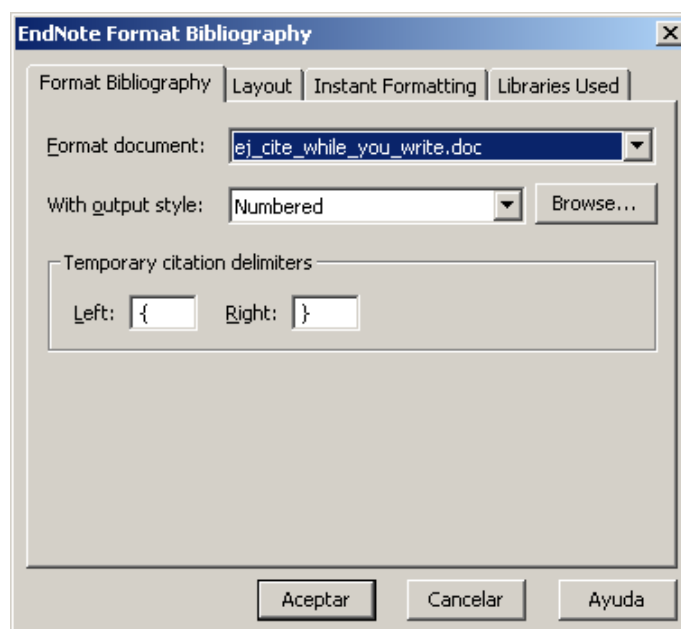 EndNote Format Bibliography
Format Bibliography Layout Instant Formatting Libraries Used
Format document: ej_cite_while_you_write.doc
With output style: Numbered Browse...
Temporary citation delimiters
Left: { Right: }
Aceptar Cancelar Ayuda